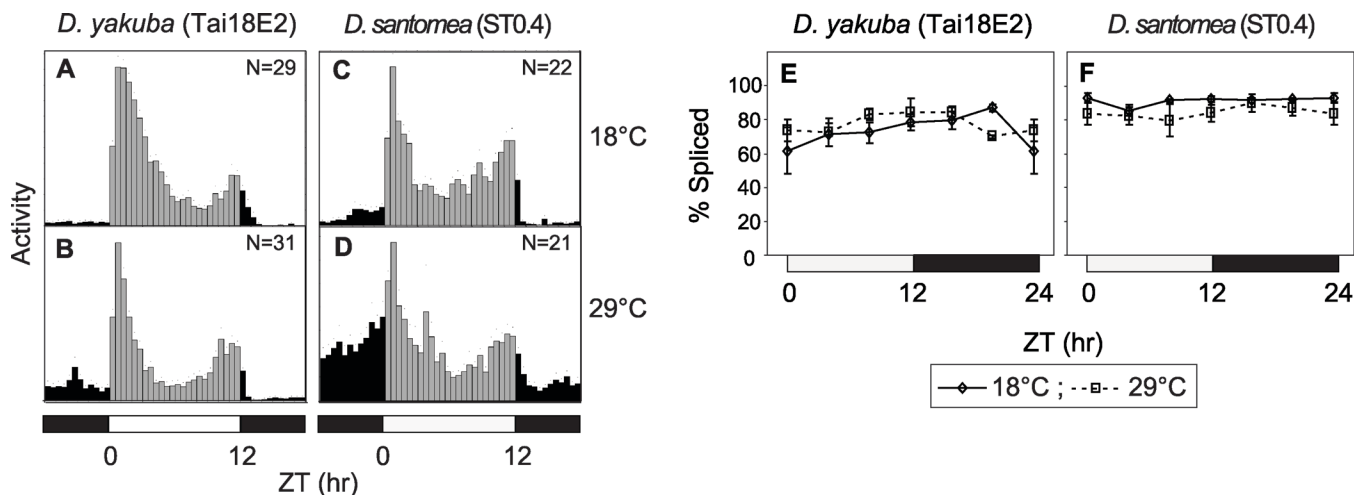 D. yakuba (Tai18E2)
D. santomea (ST0.4)
A
N=29
C
N=22
18°C
B
N=31
D
N=21
29°C
Activity
0
12
0
12
ZT (hr)
D. yakuba (Tai18E2)
D. santomea (ST0.4)
E
F
% Spliced
100
80
60
40
20
0
0
12
24
0
12
24
ZT (hr)
18°C ; 29°C